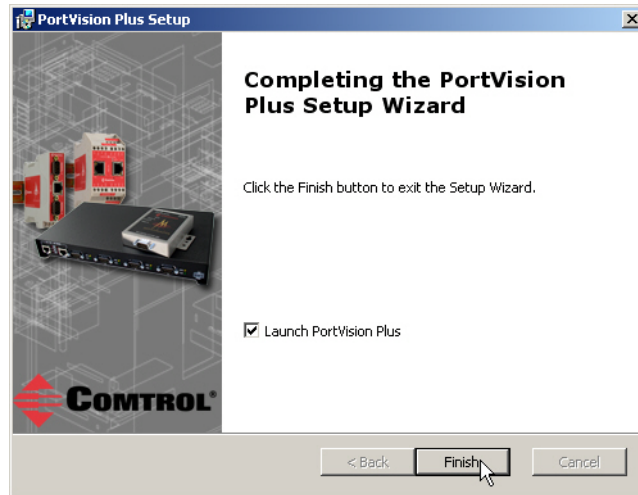 PortVision Plus Setup
Completing the PortVision
Plus Setup Wizard
Click the Finish button to exit the Setup Wizard.
Launch PortVision Plus
COMTROL®
< Back
Finish
Cancel